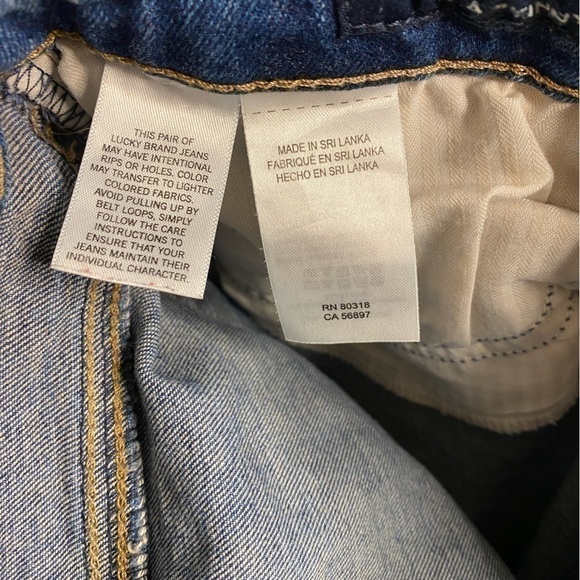 THIS PAIR OF
LUCKY BRAND JEANS
MAY HAVE INTENTIONAL
RIPS OR HOLES, COLOR
MAY TRANSFER TO LIGHTER
COLORED FABRICS.
AVOID PULLING UP BY
BELT LOOPS, SIMPLY
FOLLOW THE CARE
INSTRUCTIONS TO
ENSURE THAT YOUR
JEANS MAINTAIN THEIR
INDIVIDUAL CHARACTER.
MADE IN SRI LANKA
FABRIQUÉ EN SRI LANKA
HECHO EN SRI LANKA
RN 80318
CA 56897